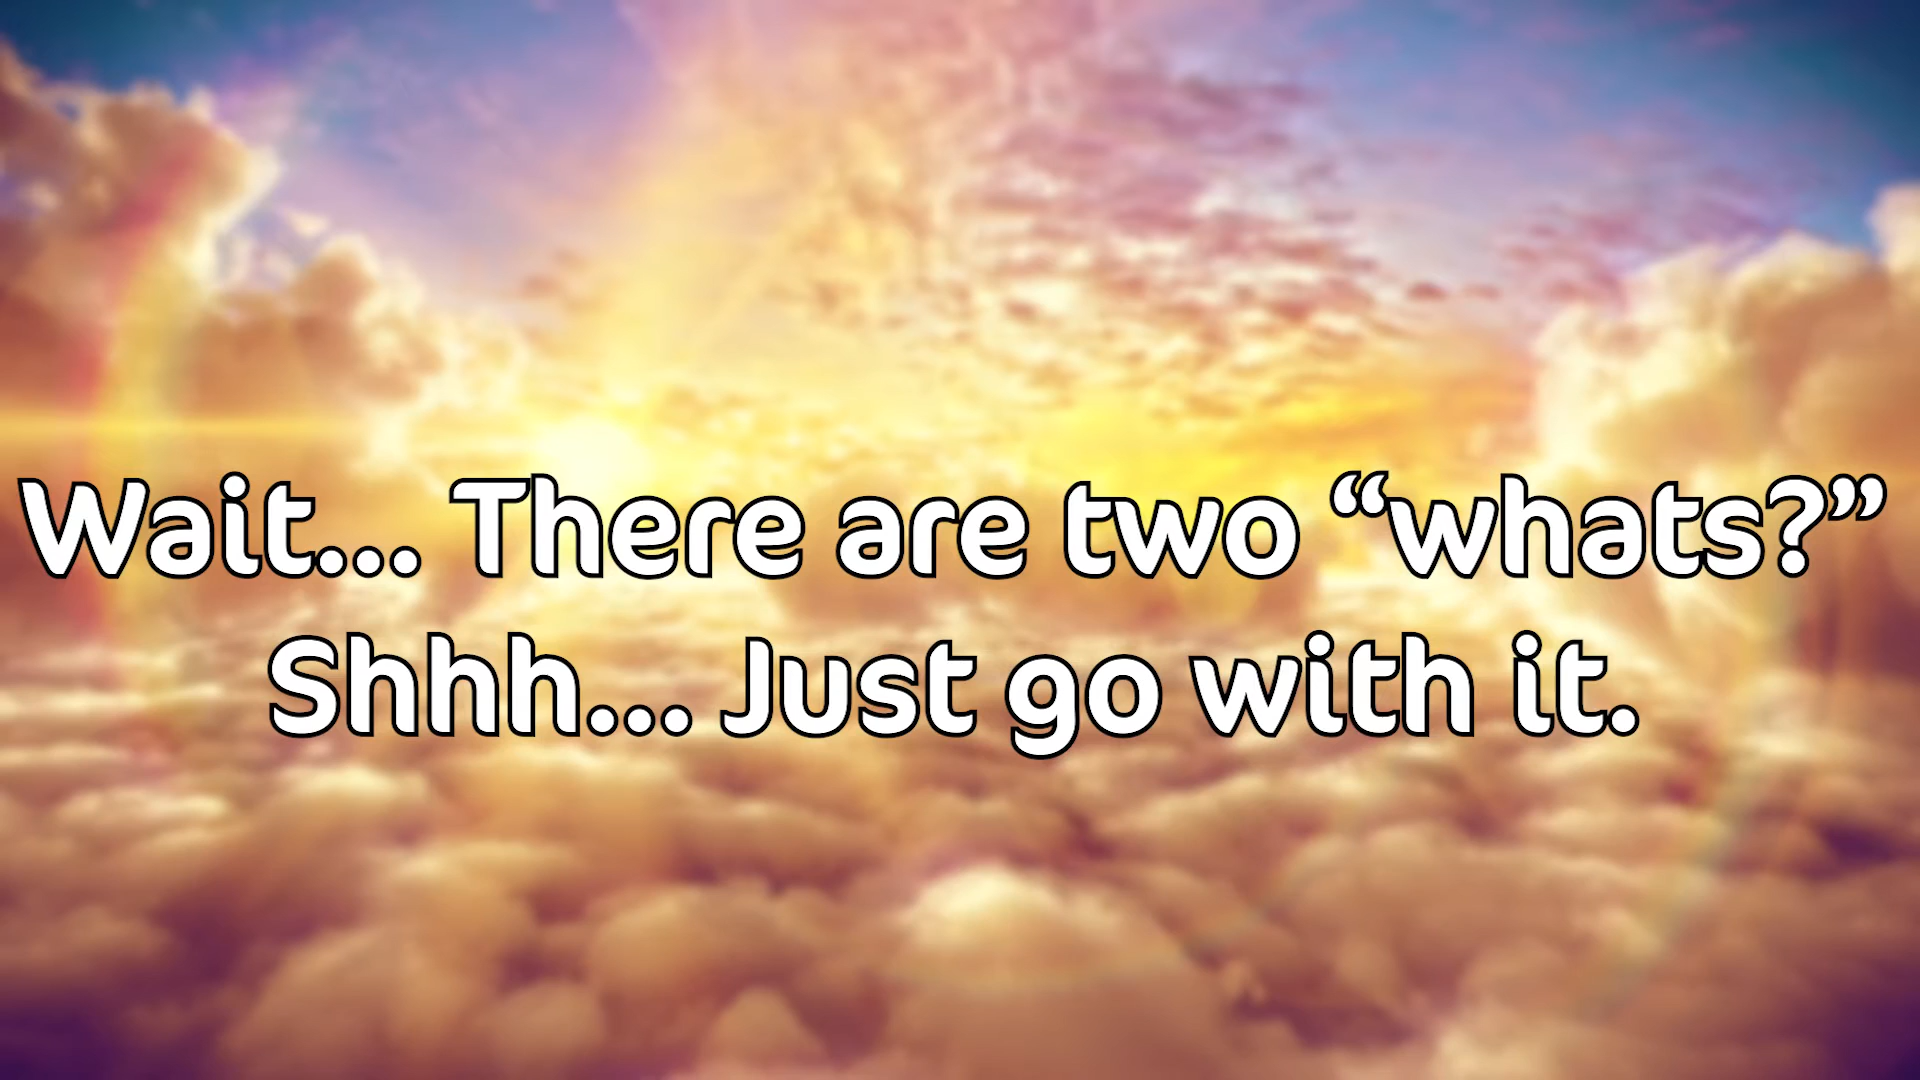 Wait... There are two “whats?”
Shhh... Just go with it.